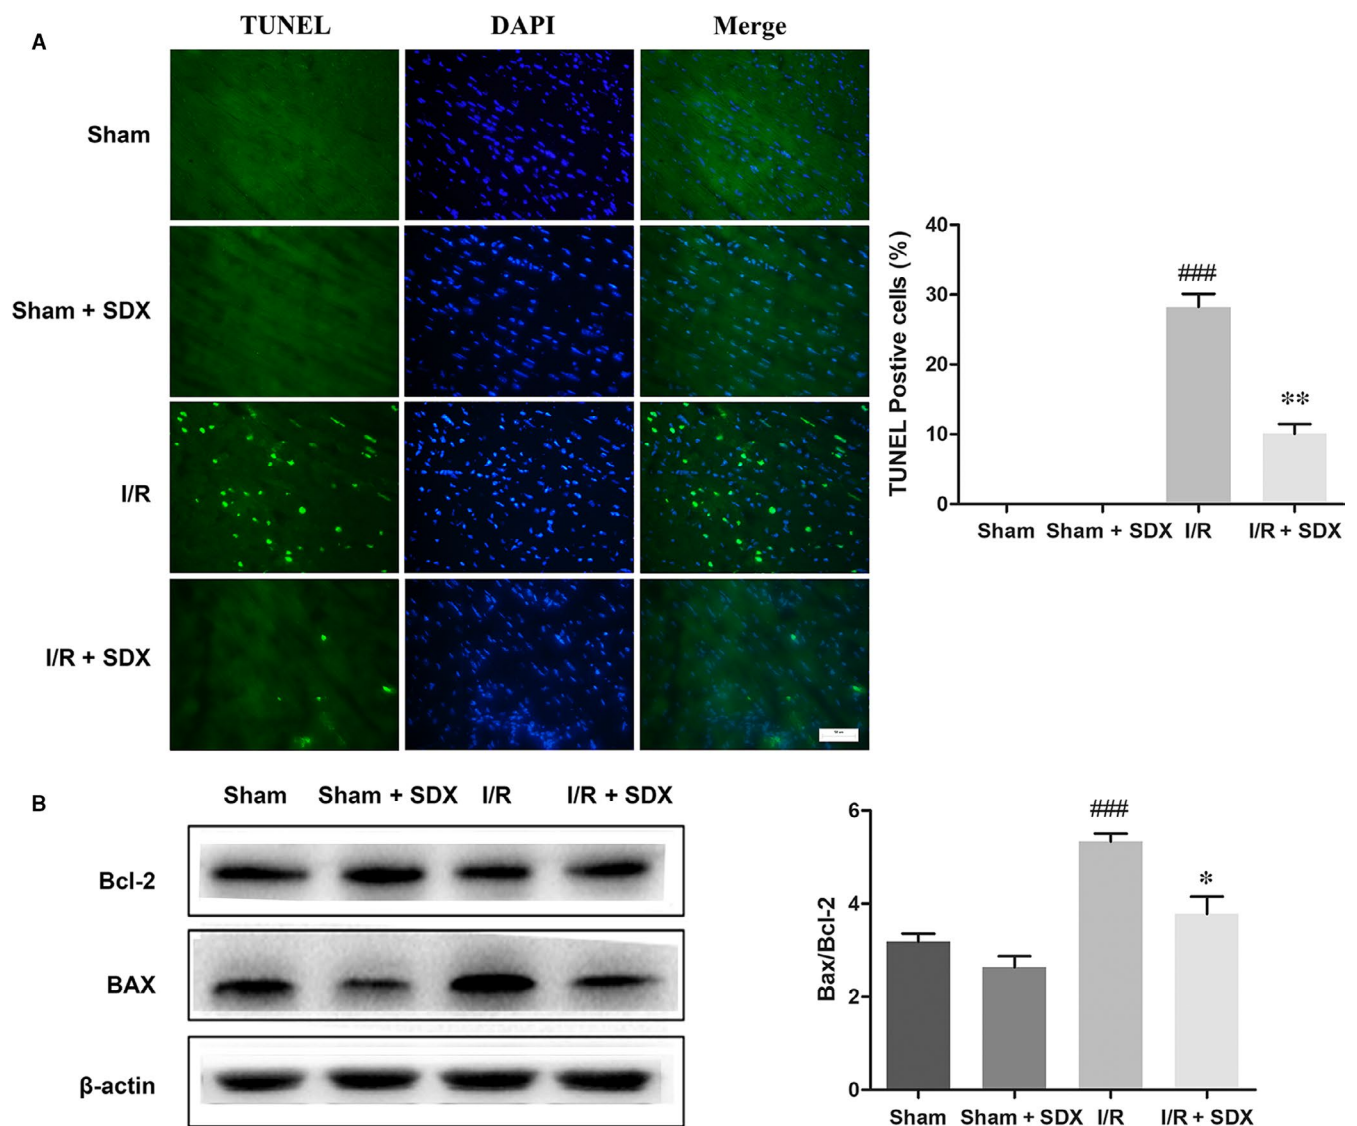 A
TUNEL DAPI Merge
Sham
Sham + SDX
I/R
I/R + SDX
TUNEL Postive cells (%)
40
30
20
10
0
###
**
Sham Sham + SDX I/R I/R + SDX
B
Sham Sham + SDX I/R I/R + SDX
Bcl-2
BAX
β-actin
Bax/Bcl-2
6
4
2
0
###
*
Sham Sham + SDX I/R I/R + SDX